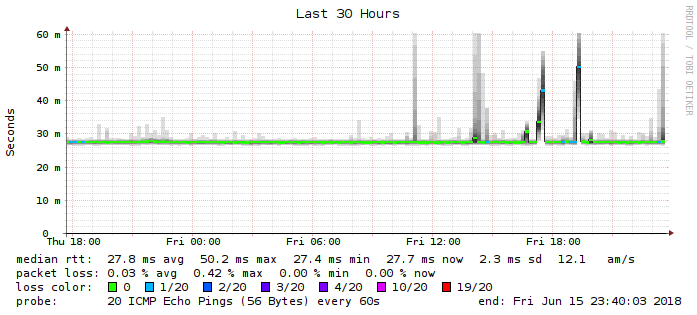 Last 30 Hours
RRDTOOL / TOBI OETIKER
Seconds
60 m
50 m
40 m
30 m
20 m
10 m
0
Thu 18:00 Fri 00:00 Fri 06:00 Fri 12:00 Fri 18:00
median rtt: 27.8 ms avg 50.2 ms max 27.4 ms min 27.7 ms now 2.3 ms sd 12.1 am/s
packet loss: 0.03 % avg 0.42 % max 0.00 % min 0.00 % now
loss color: 0 1/20 2/20 3/20 4/20 10/20 19/20
probe: 20 ICMP Echo Pings (56 Bytes) every 60s end: Fri Jun 15 23:40:03 2018